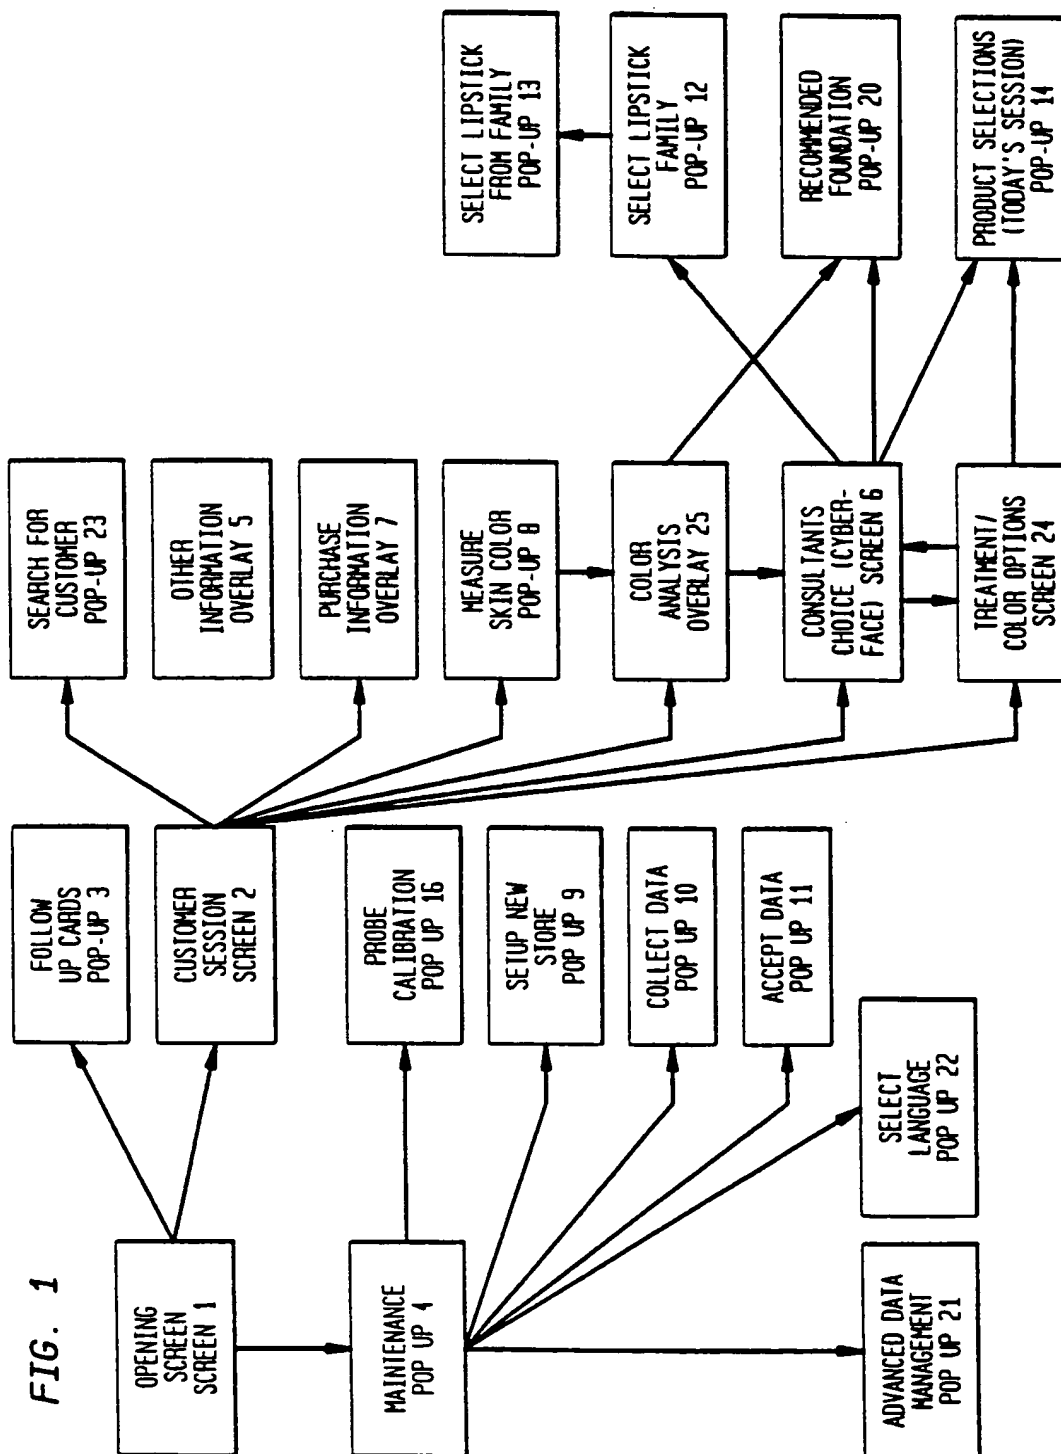 FIG. 1
OPENING
SCREEN
SCREEN 1
MAINTENANCE
POP UP 4
ADVANCED DATA
MANAGEMENT
POP UP 21
FOLLOW
UP CARDS
POP-UP 3
CUSTOMER
SESSION
SCREEN 2
PROBE
CALIBRATION
POP UP 16
SETUP NEW
STORE
POP UP 9
COLLECT DATA
POP UP 10
ACCEPT DATA
POP UP 11
SELECT
LANGUAGE
POP UP 22
SEARCH FOR
CUSTOMER
POP-UP 23
OTHER
INFORMATION
OVERLAY 5
PURCHASE
INFORMATION
OVERLAY 7
MEASURE
SKIN COLOR
POP-UP 8
COLOR
ANALYSIS
OVERLAY 25
CONSULTANTS
CHOICE (CYBER-
FACE) SCREEN 6
TREATMENT/
COLOR OPTIONS
SCREEN 24
SELECT LIPSTICK
FROM FAMILY
POP-UP 13
SELECT LIPSTICK
FAMILY
POP-UP 12
RECOMMENDED
FOUNDATION
POP-UP 20
PRODUCT SELECTIONS
(TODAY'S SESSION)
POP-UP 14